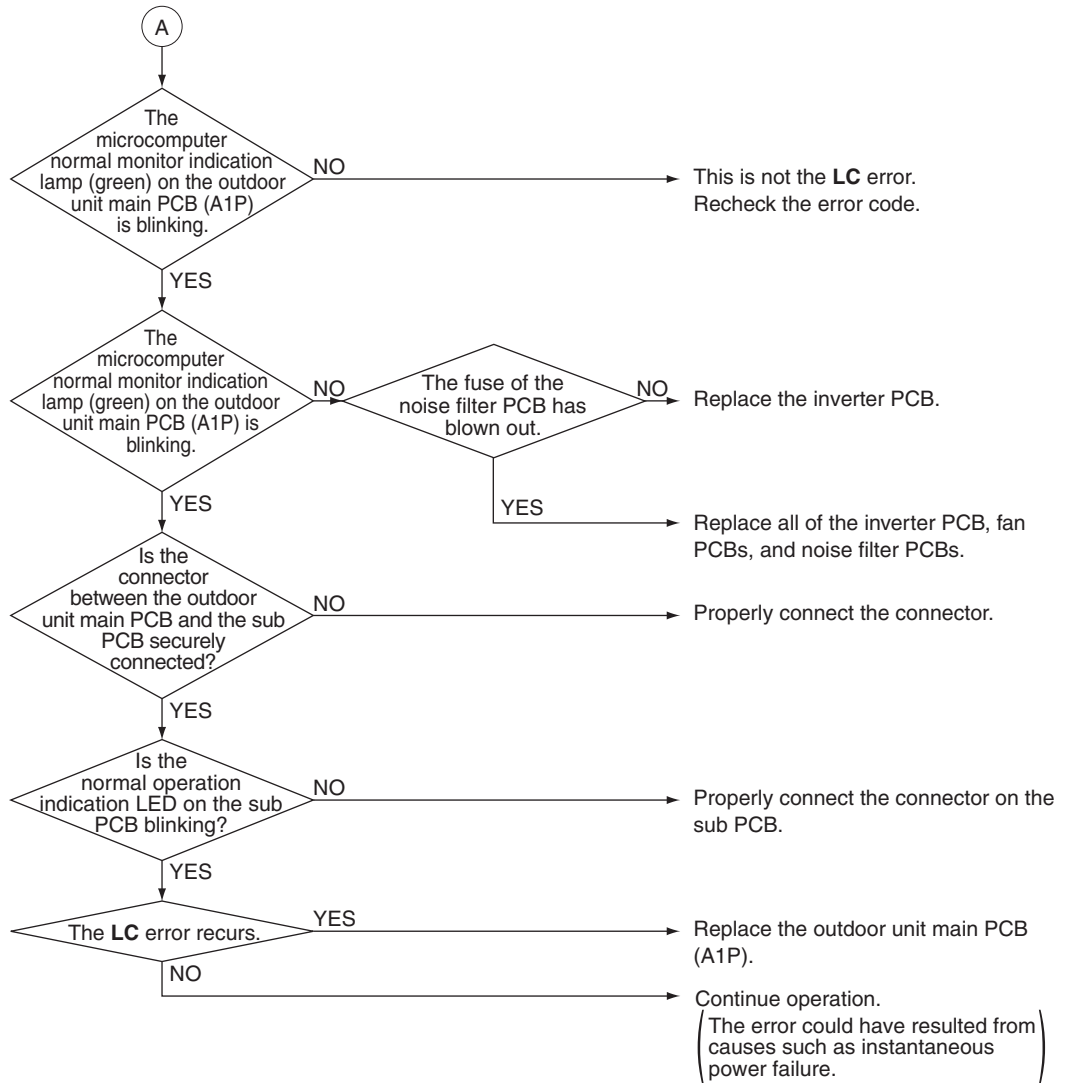 A
The
microcomputer
normal monitor indication
lamp (green) on the outdoor
unit main PCB (A1P)
is blinking.
NO
This is not the LC error.
Recheck the error code.
YES
The
microcomputer
normal monitor indication
lamp (green) on the outdoor
unit main PCB (A1P) is
blinking.
NO
The fuse of the
noise filter PCB has
blown out.
NO
Replace the inverter PCB.
YES
Replace all of the inverter PCB, fan
PCBs, and noise filter PCBs.
YES
Is the
connector
between the outdoor
unit main PCB and the sub
PCB securely
connected?
NO
Properly connect the connector.
YES
Is the
normal operation
indication LED on the sub
PCB blinking?
NO
Properly connect the connector on the
sub PCB.
YES
The LC error recurs.
YES
Replace the outdoor unit main PCB
(A1P).
NO
Continue operation.
(The error could have resulted from
causes such as instantaneous
power failure.)